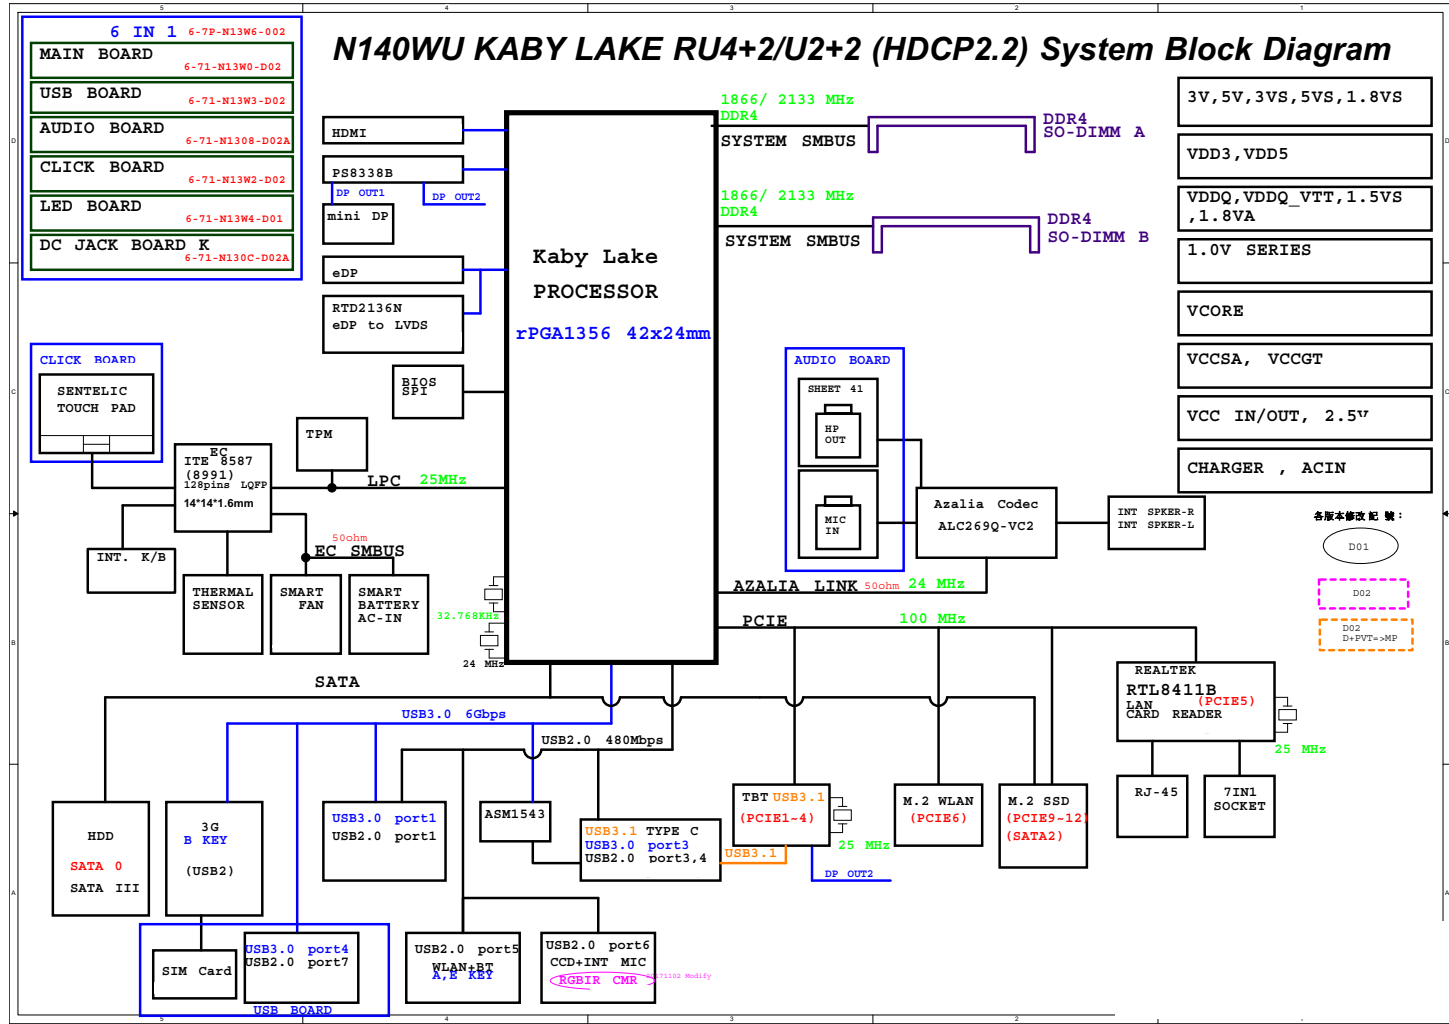 N140WU KABY LAKE RU4+2/U2+2 (HDCP2.2) System Block Diagram
6 IN 1 6-7P-N13W6-002
MAIN BOARD
6-71-N13W0-D02
USB BOARD
6-71-N13W3-D02
AUDIO BOARD
6-71-N1308-D02A
CLICK BOARD
6-71-N13W2-D02
LED BOARD
6-71-N13W4-D01
DC JACK BOARD K
6-71-N130C-D02A
HDMI
PS8338B
DP OUT1
DP OUT2
mini DP
eDP
RTD2136N
eDP to LVDS
BIOS
SPI
TPM
Kaby Lake
PROCESSOR
rPGA1356 42x24mm
1866/ 2133 MHz
DDR4
SYSTEM SMBUS
DDR4
SO-DIMM A
1866/ 2133 MHz
DDR4
SYSTEM SMBUS
DDR4
SO-DIMM B
3V,5V,3VS,5VS,1.8VS
VDD3,VDD5
VDDQ,VDDQ_VTT,1.5VS
,1.8VA
1.0V SERIES
VCORE
VCCSA, VCCGT
VCC IN/OUT, 2.5V
CHARGER , ACIN
CLICK BOARD
SENTELIC
TOUCH PAD
EC
ITE 8587
(8991)
128pins LQFP
14*14*1.6mm
LPC 25MHz
INT. K/B
50ohm
EC SMBUS
THERMAL
SENSOR
SMART
FAN
SMART
BATTERY
AC-IN
32.768KHz
24 MHz
AUDIO BOARD
SHEET 41
HP
OUT
MIC
IN
Azalia Codec
ALC269Q-VC2
INT SPKER-R
INT SPKER-L
AZALIA LINK 50ohm 24 MHz
PCIE 100 MHz
各版本修改記號：
D01
D02
D02
D+PVT=>MP
REALTEK
RTL8411B
(PCIE5)
LAN
CARD READER
25 MHz
RJ-45
7IN1
SOCKET
SATA
USB3.0 6Gbps
USB2.0 480Mbps
HDD
SATA 0
SATA III
3G
B KEY
(USB2)
SIM Card
USB3.0 port1
USB2.0 port1
ASM1543
USB3.1 TYPE C
USB3.0 port3
USB2.0 port3,4
USB3.1
TBT USB3.1
(PCIE1~4)
25 MHz
DP OUT2
M.2 WLAN
(PCIE6)
M.2 SSD
(PCIE9~12)
(SATA2)
USB3.0 port4
USB2.0 port7
USB BOARD
USB2.0 port5
WLAN+BT
A,E KEY
USB2.0 port6
CCD+INT MIC
RGBIR CMR